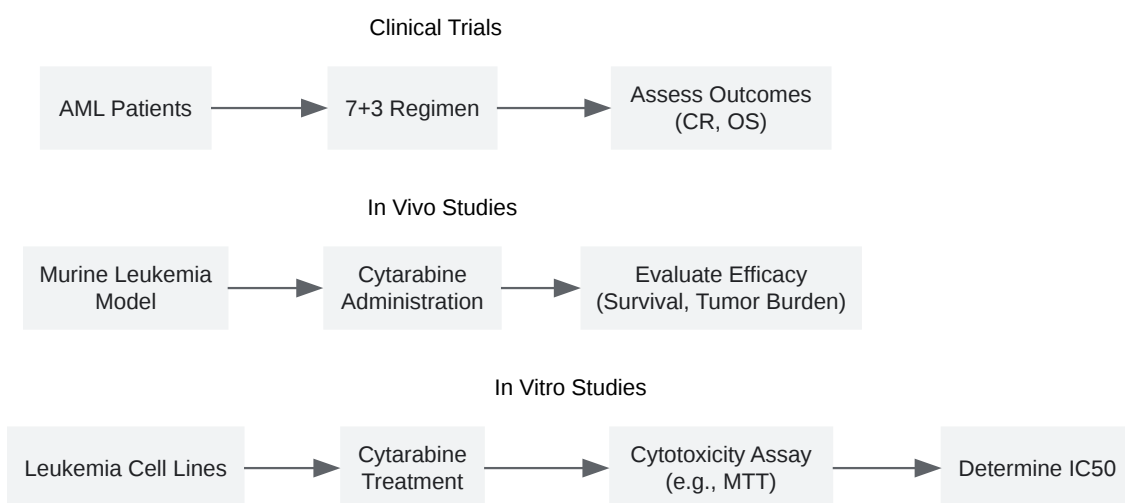 Clinical Trials
AML Patients
7+3 Regimen
Assess Outcomes
(CR, OS)
In Vivo Studies
Murine Leukemia
Model
Cytarabine
Administration
Evaluate Efficacy
(Survival, Tumor Burden)
In Vitro Studies
Leukemia Cell Lines
Cytarabine
Treatment
Cytotoxicity Assay
(e.g., MTT)
Determine IC50